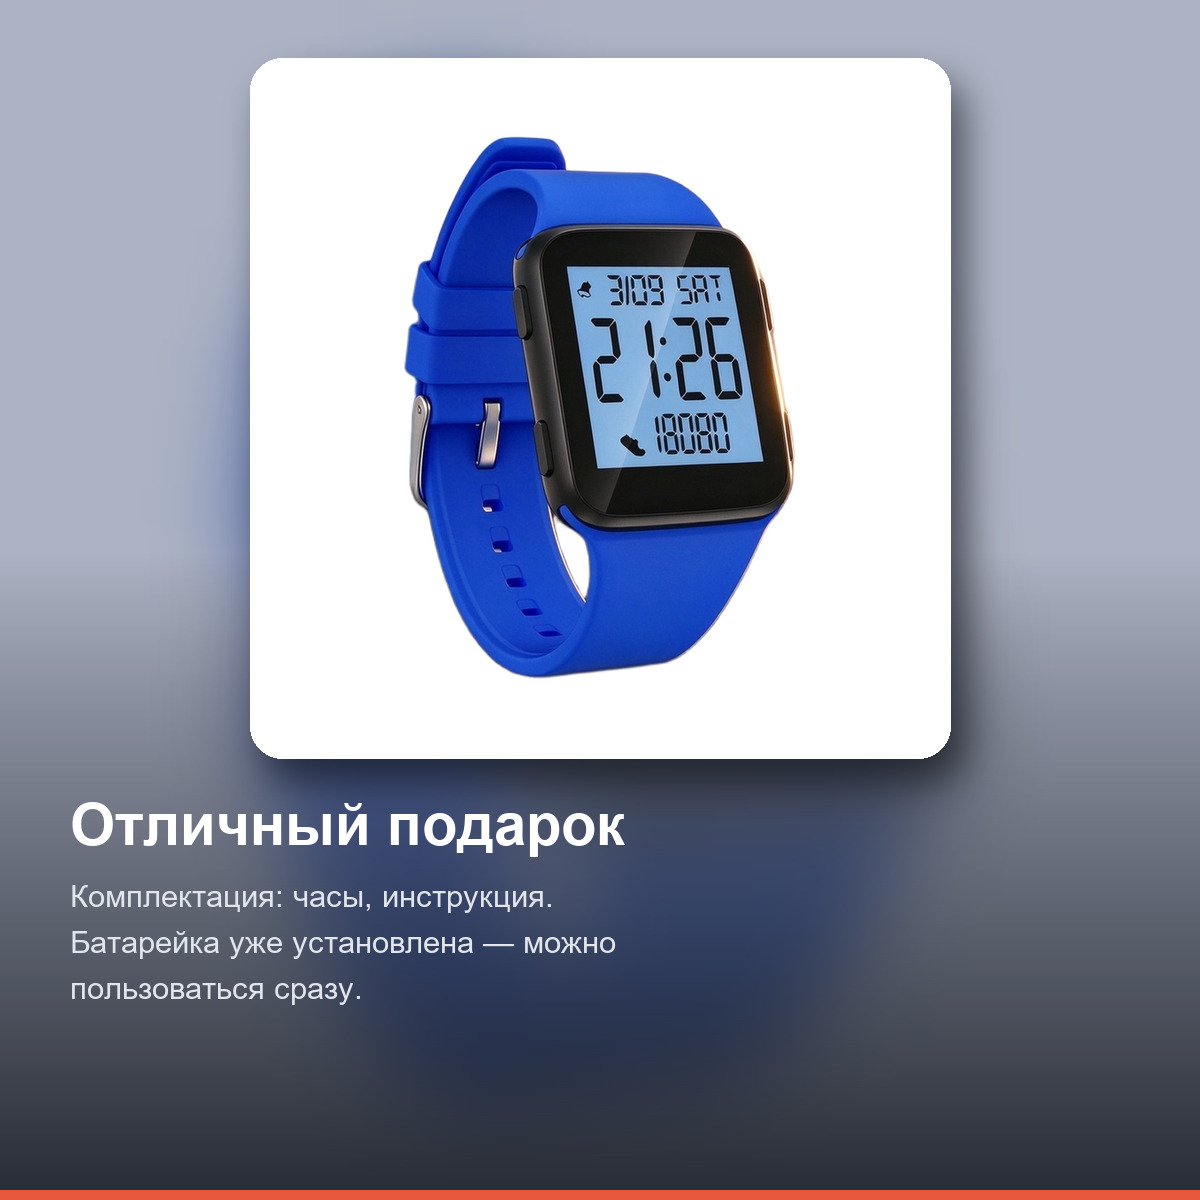 3109 SAT
21:26
18080
Отличный подарок
Комплектация: часы, инструкция.
Батарейка уже установлена — можно
пользоваться сразу.